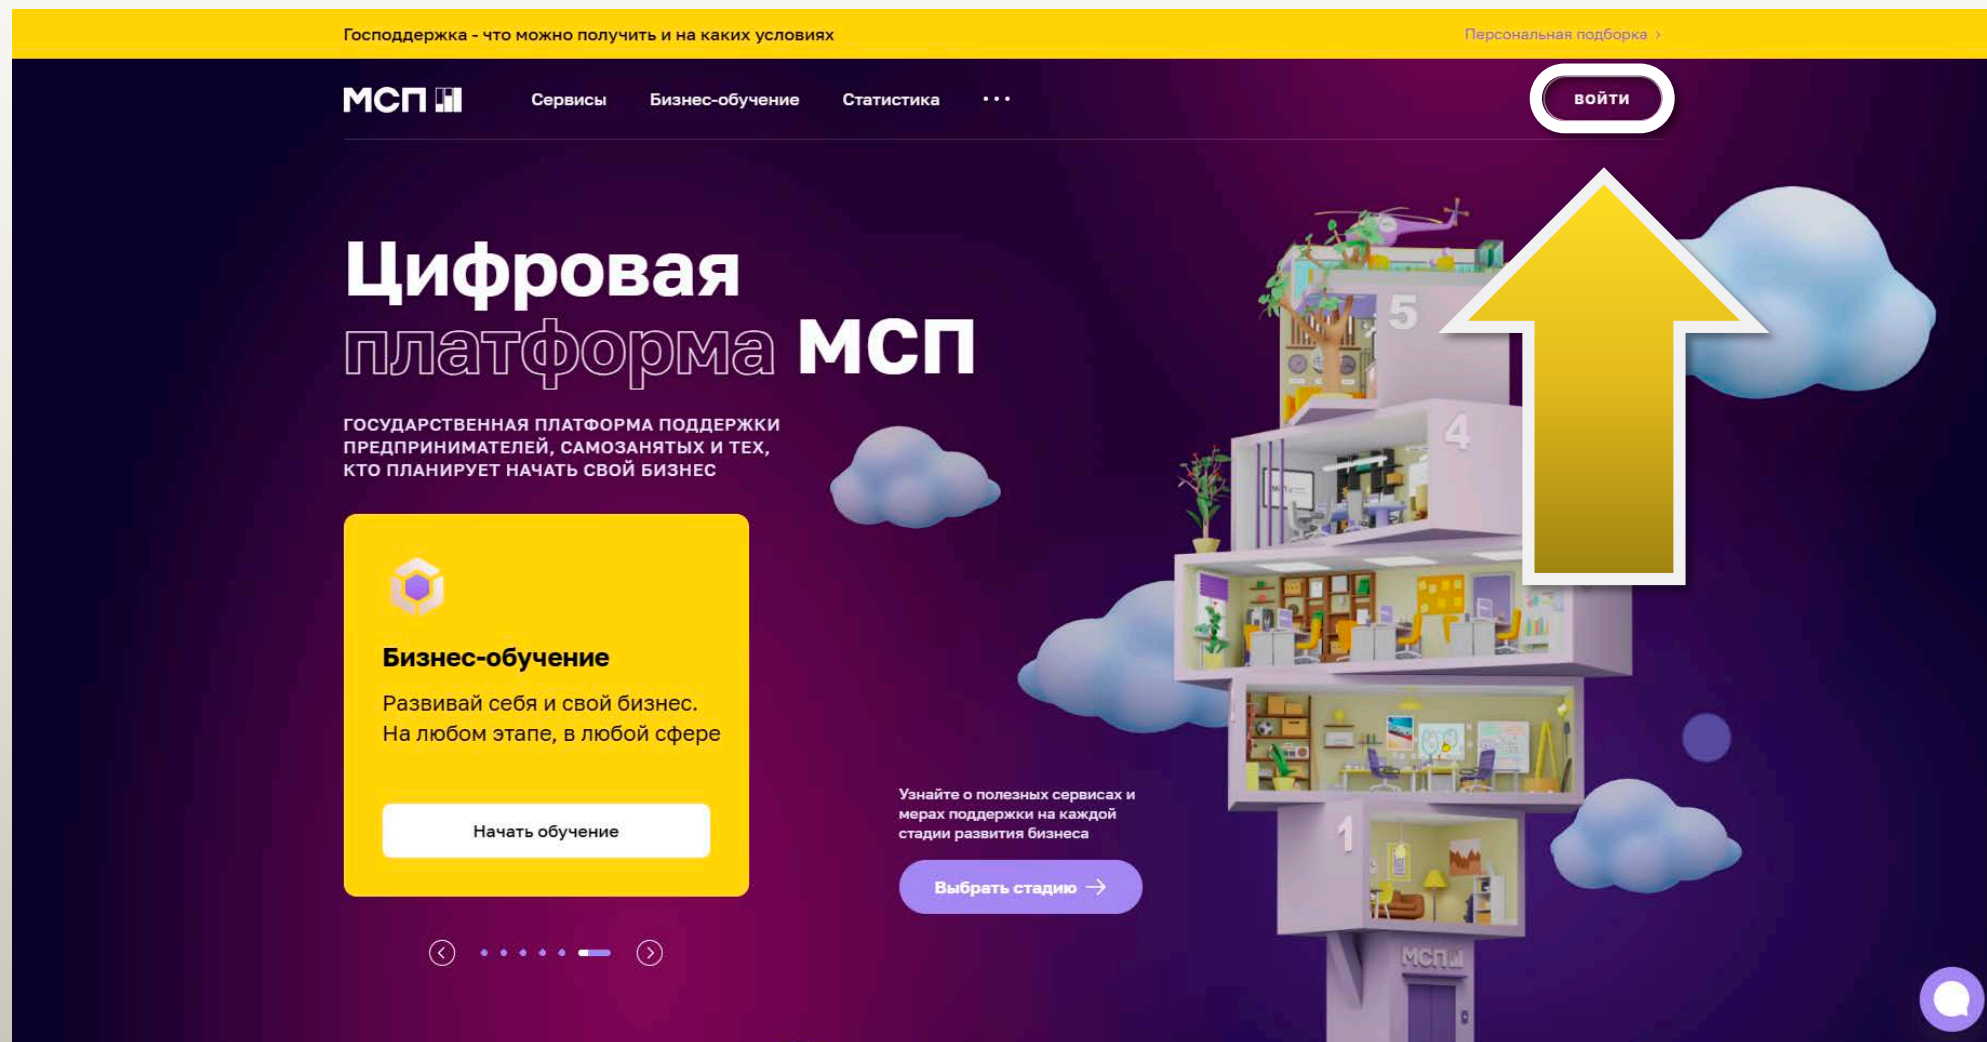 Господдержка - что можно получить и на каких условиях
Персональная подборка ›
МСП
Сервисы
Бизнес-обучение
Статистика
ВОЙТИ
Цифровая
платформа МСП
ГОСУДАРСТВЕННАЯ ПЛАТФОРМА ПОДДЕРЖКИ
ПРЕДПРИНИМАТЕЛЕЙ, САМОЗАНЯТЫХ И ТЕХ,
КТО ПЛАНИРУЕТ НАЧАТЬ СВОЙ БИЗНЕС
Бизнес-обучение
Развивай себя и свой бизнес.
На любом этапе, в любой сфере
Начать обучение
Узнайте о полезных сервисах и
мерах поддержки на каждой
стадии развития бизнеса
Выбрать стадию →
5
4
1
МСП